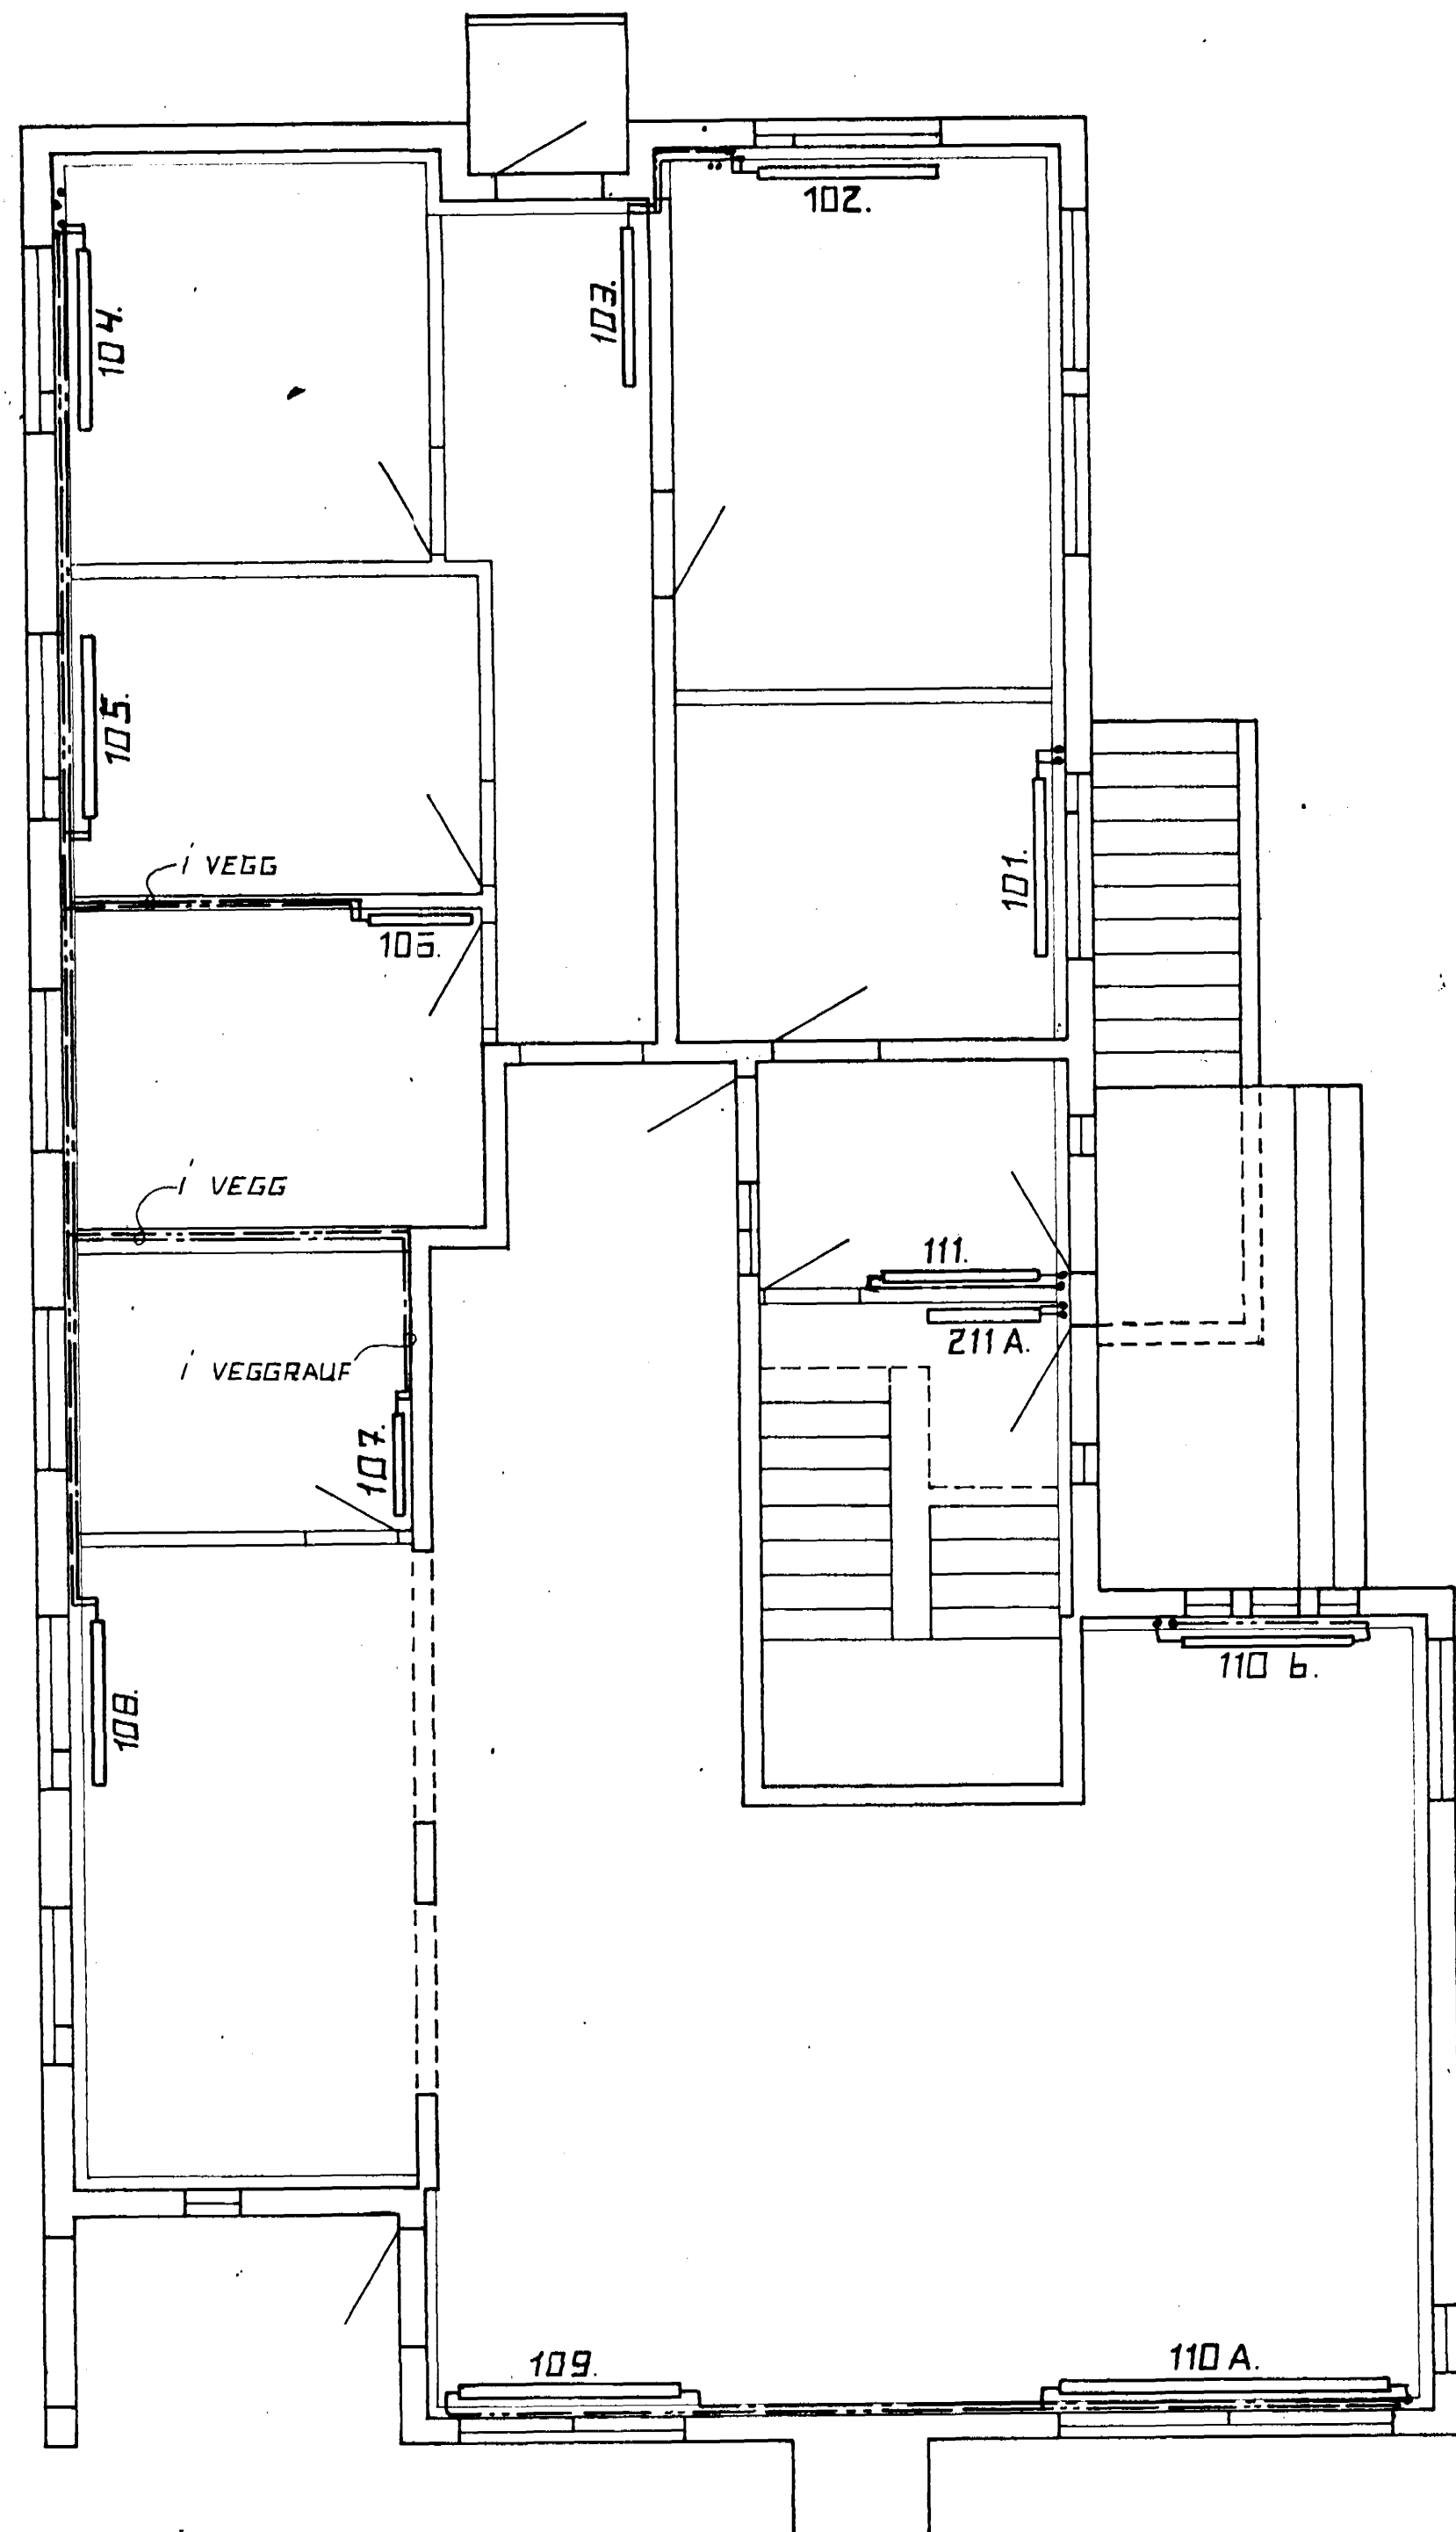 102.
103.
104.
105.
101.
í VEGG
106.
í VEGG
111.
211 A.
í VEGGRAUF
107.
110 b.
108.
109.
110 A.